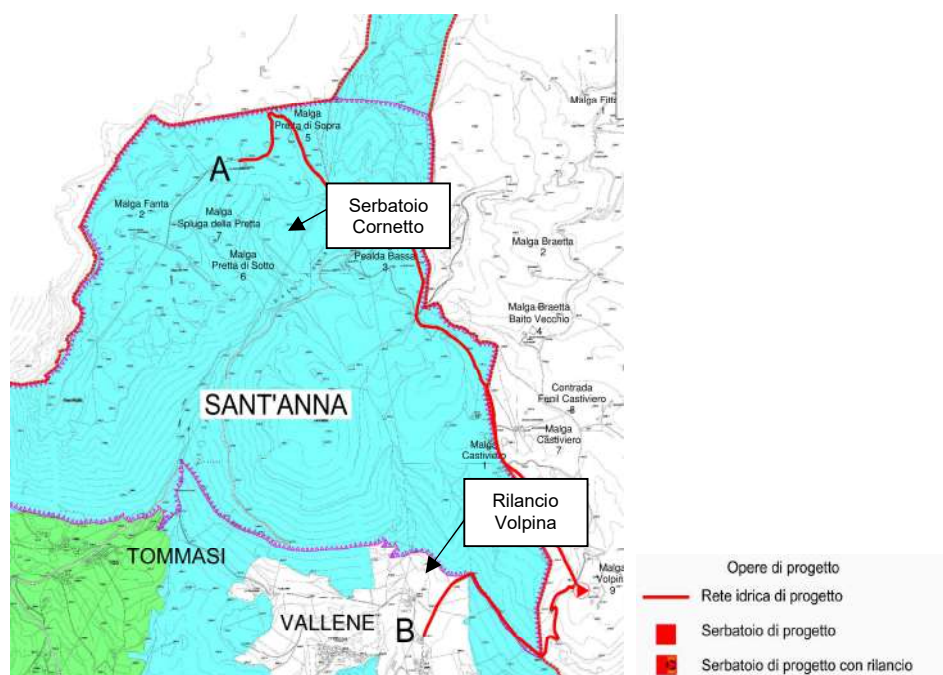 Malga Fitti
1
Malga
Pretta di Sopra
5
A
Serbatoio
Cornetto
Malga Fanta
2
Malga
Spluga della Pretta
7
Malga
Pretta di Sotto
6
Pealda Bassa
3
Malga Braetta
2
Malga Braetta
Baito Vecchio
4
SANT'ANNA
Contrada
Fenil Castiviero
8
Malga
Castiviero
7
Malga
Castiviero
1
Rilancio
Volpina
TOMMASI
VALLENE
B
Malga
Volpina
9
Opere di progetto
Rete idrica di progetto
Serbatoio di progetto
Serbatoio di progetto con rilancio